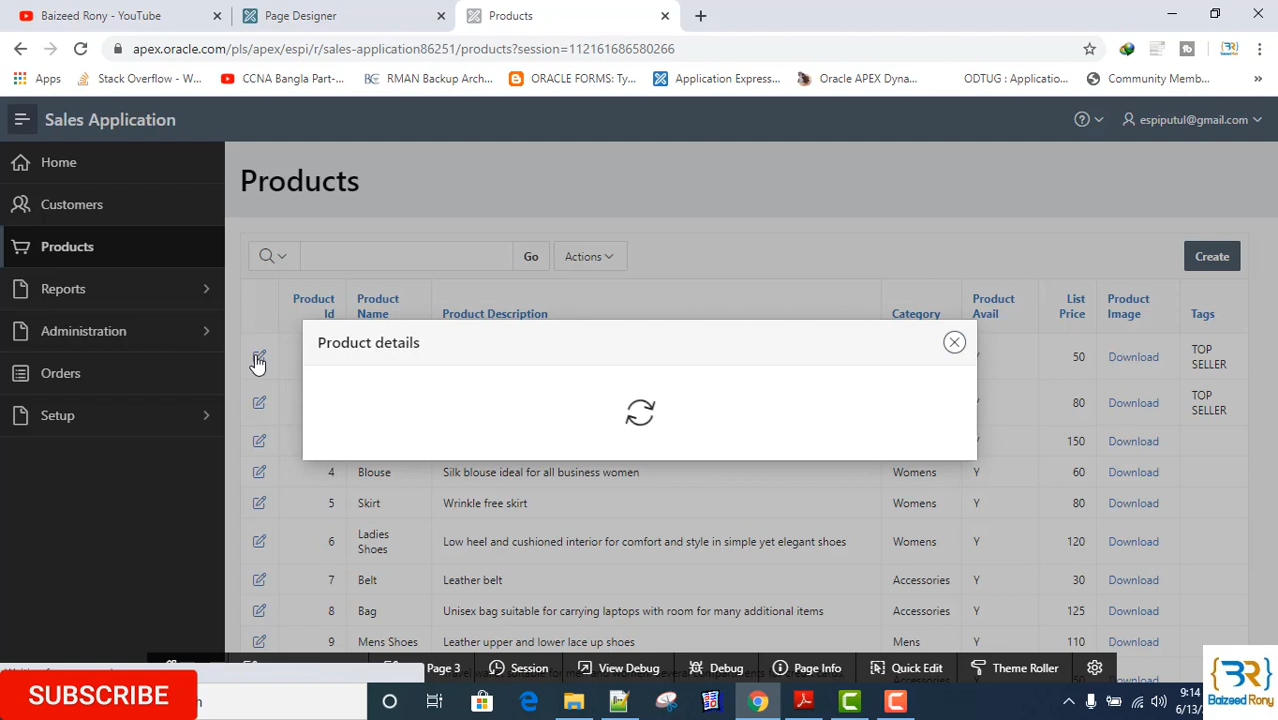 Baizeed Rony - YouTube
Page Designer
Products
apex.oracle.com/pls/apex/espi/r/sales-application86251/products?session=112161686580266
Apps
Stack Overflow - W...
CCNA Bangla Part-...
RMAN Backup Arch...
ORACLE FORMS: Ty...
Application Express...
Oracle APEX Dyna...
ODTUG : Applicatio...
Community Memb...
Sales Application
espiputul@gmail.com
Home
Customers
Products
Reports
Administration
Orders
Setup
Products
Go
Actions
Create
Product Id
Product Name
Product Description
Category
Product Avail
List Price
Product Image
Tags
Product details
50 Download TOP SELLER
80 Download TOP SELLER
150 Download
4 Blouse Silk blouse ideal for all business women Womens Y 60 Download
5 Skirt Wrinkle free skirt Womens Y 80 Download
6 Ladies Shoes Low heel and cushioned interior for comfort and style in simple yet elegant shoes Womens Y 120 Download
7 Belt Leather belt Accessories Y 30 Download
8 Bag Unisex bag suitable for carrying laptops with room for many additional items Accessories Y 125 Download
9 Mens Shoes Leather upper and lower lace up shoes Mens Y 110 Download
Page 3
Session
View Debug
Debug
Page Info
Quick Edit
Theme Roller
SUBSCRIBE
9:14
6/13/
BR
Baizeed Rony